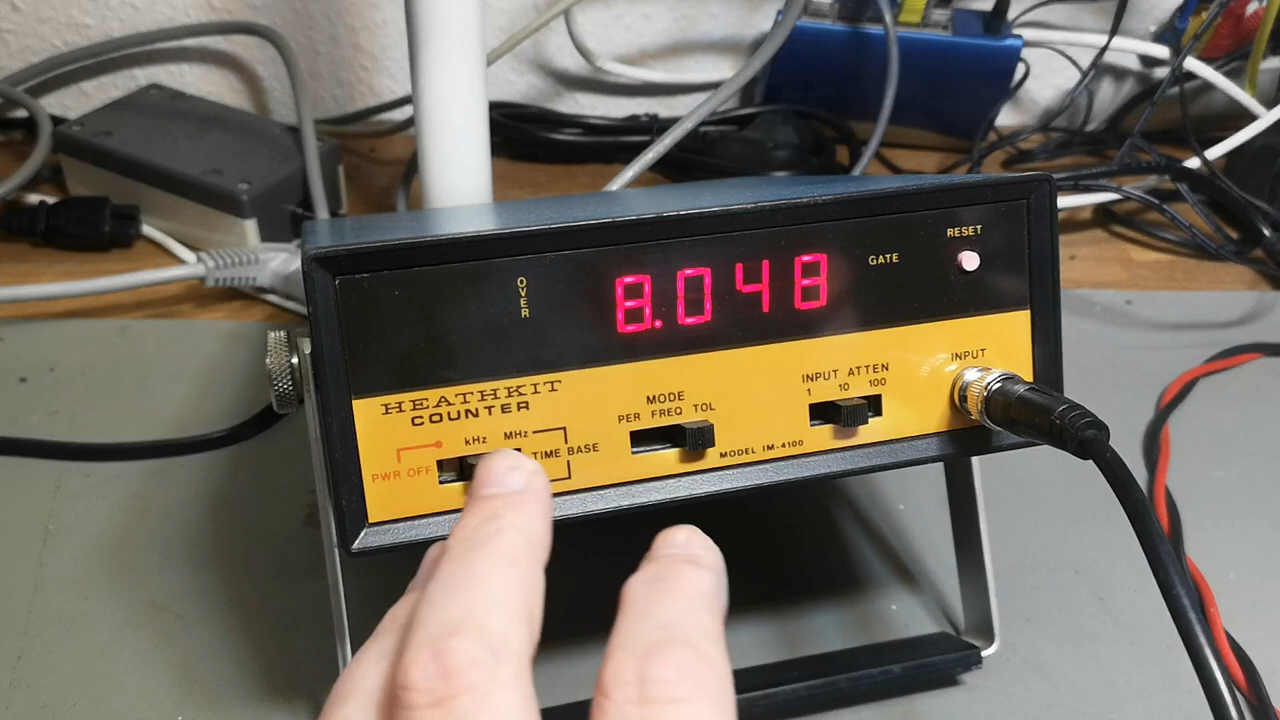 RESET
GATE
OVER
8.048
INPUT
HEATHKIT
COUNTER
MODE
PER FREQ TOL
INPUT ATTEN
1 10 100
kHz MHz
TIME BASE
PWR OFF
MODEL IM-4100